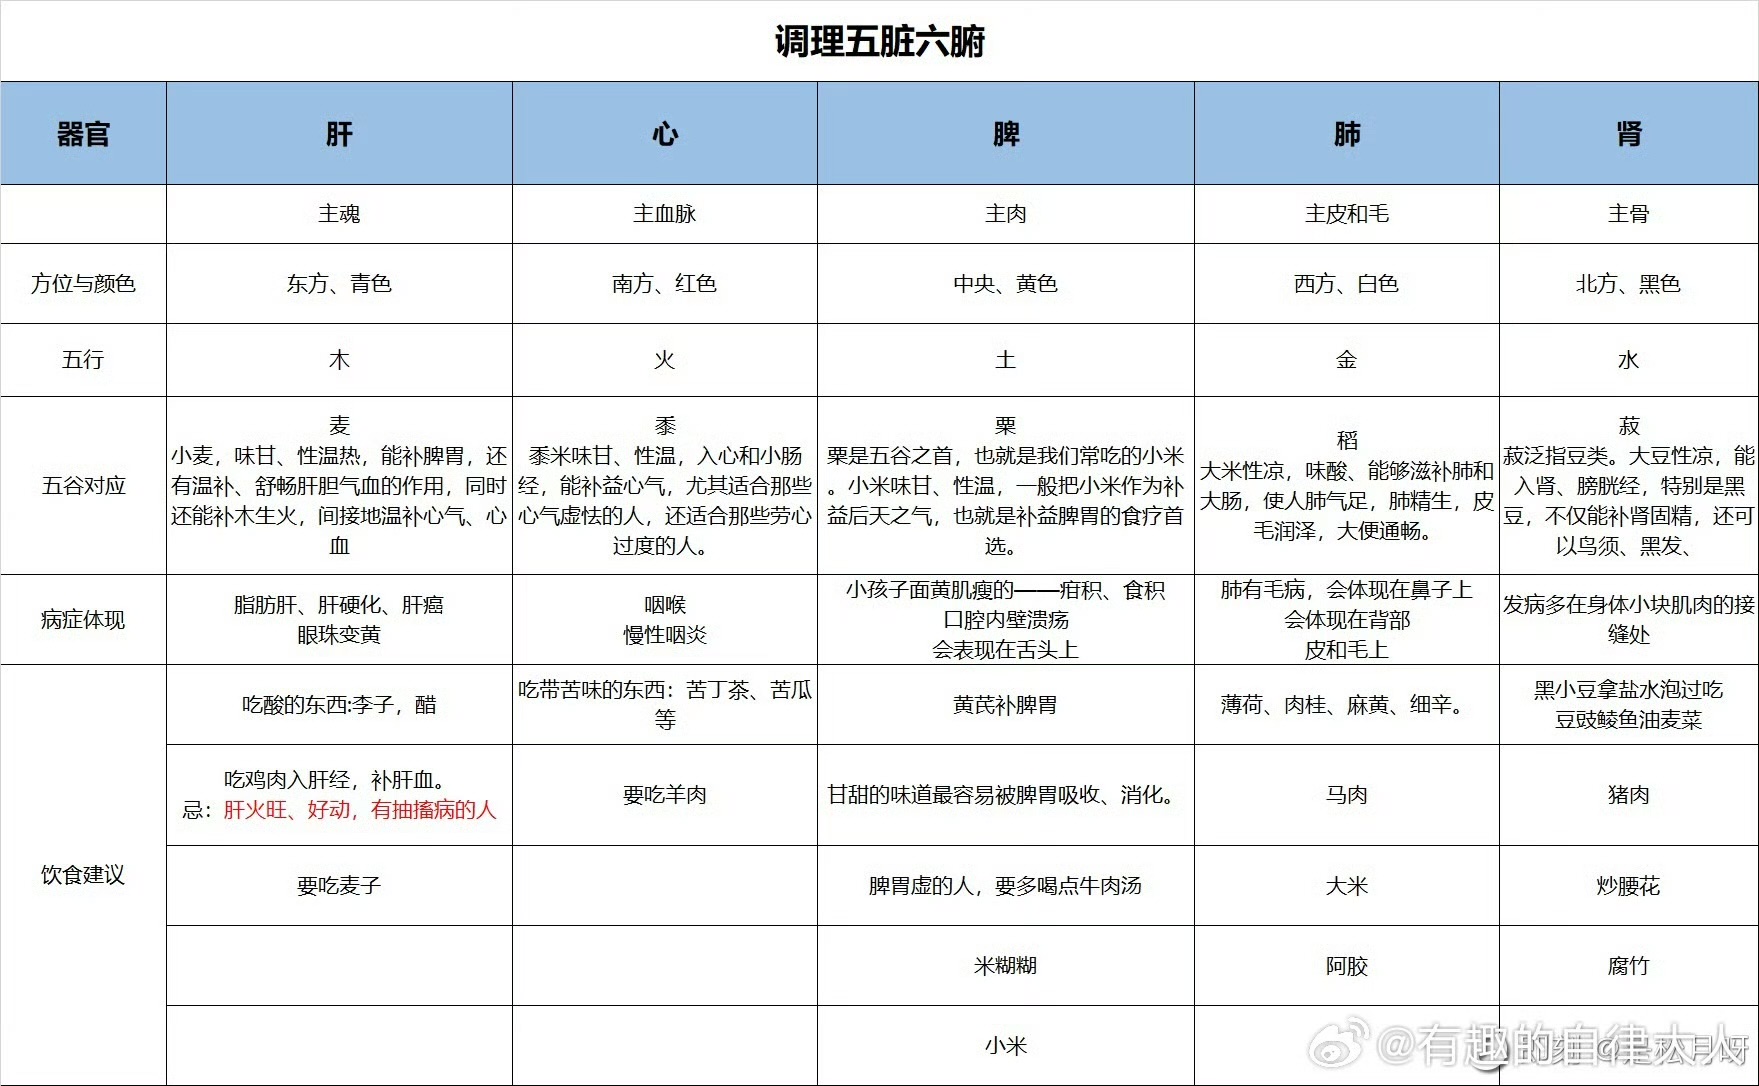 调理五脏六腑
器官
肝
心
脾
肺
肾
主魂
主血脉
主肉
主皮和毛
主骨
方位与颜色
东方、青色
南方、红色
中央、黄色
西方、白色
北方、黑色
五行
木
火
土
金
水
五谷对应
麦
小麦，味甘、性温热，能补脾胃，还
有温补、舒畅肝胆气血的作用，同时
还能补木生火，间接地温补心气、心
血
黍
黍米味甘、性温，入心和小肠
经，能补益心气，尤其适合那些
心气虚怯的人，还适合那些劳心
过度的人。
粟
粟是五谷之首，也就是我们常吃的小米
。小米味甘、性温，一般把小米作为补
益后天之气，也就是补益脾胃的食疗首
选。
稻
大米性凉，味酸、能够滋补肺和
大肠，使人肺气足，肺精生，皮
毛润泽，大便通畅。
菽
菽泛指豆类。大豆性凉，能
入肾、膀胱经，特别是黑
豆，不仅能补肾固精，还可
以鸟须、黑发、
病症体现
脂肪肝、肝硬化、肝癌
眼珠变黄
咽喉
慢性咽炎
小孩子面黄肌瘦的——疳积、食积
口腔内壁溃疡
会表现在舌头上
肺有毛病，会体现在鼻子上
会体现在背部
皮和毛上
发病多在身体小块肌肉的接
缝处
饮食建议
吃酸的东西:李子，醋
吃带苦味的东西：苦丁茶、苦瓜
等
黄芪补脾胃
薄荷、肉桂、麻黄、细辛。
黑小豆拿盐水泡过吃
豆豉鲮鱼油麦菜
吃鸡肉入肝经，补肝血。
忌：肝火旺、好动，有抽搐病的人
要吃羊肉
甘甜的味道最容易被脾胃吸收、消化。
马肉
猪肉
要吃麦子
脾胃虚的人，要多喝点牛肉汤
大米
炒腰花
米糊糊
阿胶
腐竹
小米
@有趣的自律大人